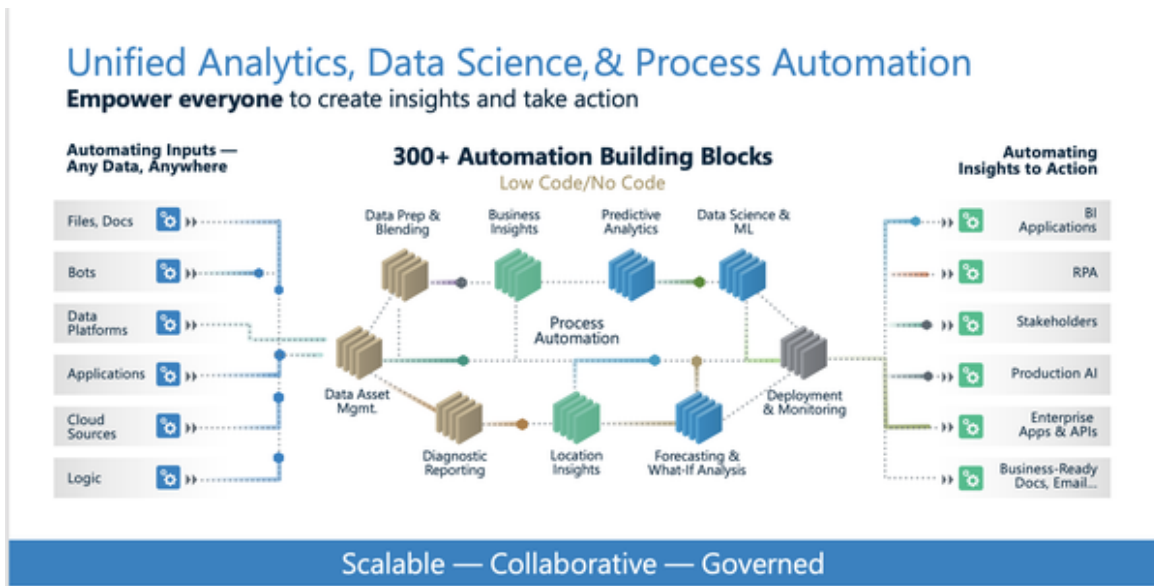 Unified Analytics, Data Science, & Process Automation
Empower everyone to create insights and take action
Automating Inputs —
Any Data, Anywhere
Files, Docs
Bots
Data
Platforms
Applications
Cloud
Sources
Logic
300+ Automation Building Blocks
Low Code/No Code
Data Prep &
Blending
Business
Insights
Predictive
Analytics
Data Science &
ML
Process
Automation
Data Asset
Mgmt.
Deployment
& Monitoring
Diagnostic
Reporting
Location
Insights
Forecasting &
What-If Analysis
Automating
Insights to Action
BI
Applications
RPA
Stakeholders
Production AI
Enterprise
Apps & APIs
Business-Ready
Docs, Email...
Scalable — Collaborative — Governed